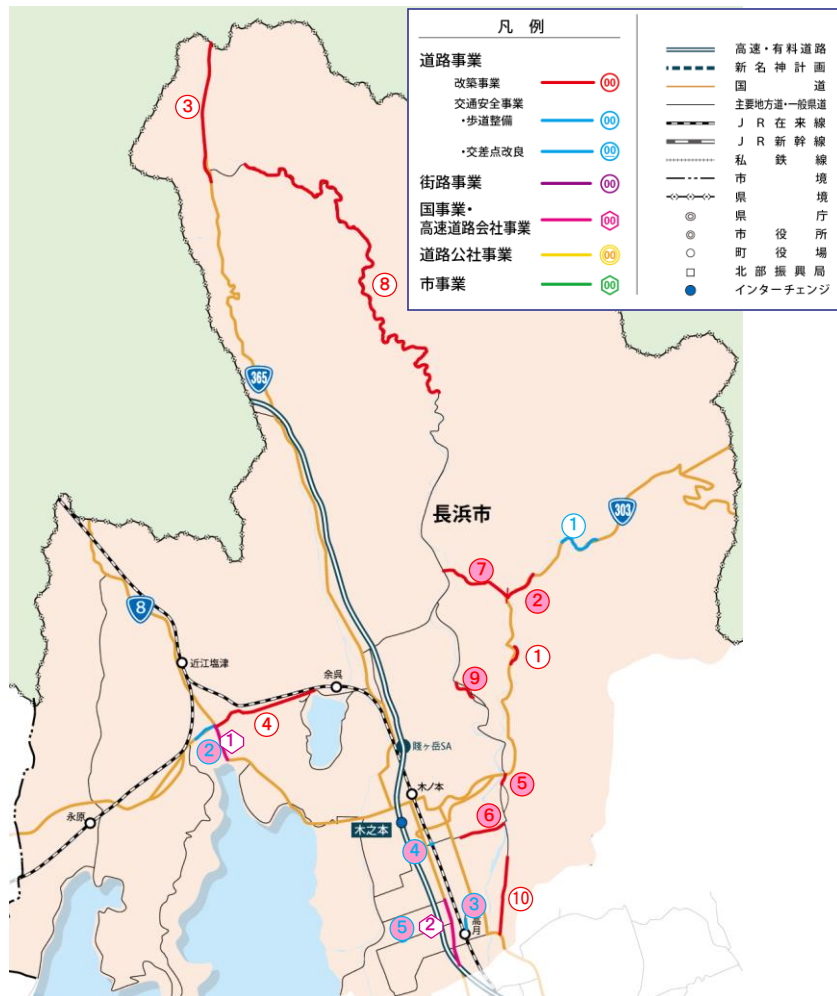 凡 例
道路事業
改築事業 00
交通安全事業
・歩道整備 00
・交差点改良 00
街路事業 00
国事業・
高速道路会社事業 00
道路公社事業 00
市事業 00
高速・有料道路
新名神計画
国道
主要地方道・一般県道
JR在来線
JR新幹線
私鉄線
市境
県境
県庁
市役所
町役場
北部振興局
インターチェンジ
3
8
365
長浜市
303
1
7
2
8
1
近江塩津
余呉
9
4
1
2
賤ヶ岳SA
5
木ノ本
永原
木之本
6
4
10
3
5
2
高月